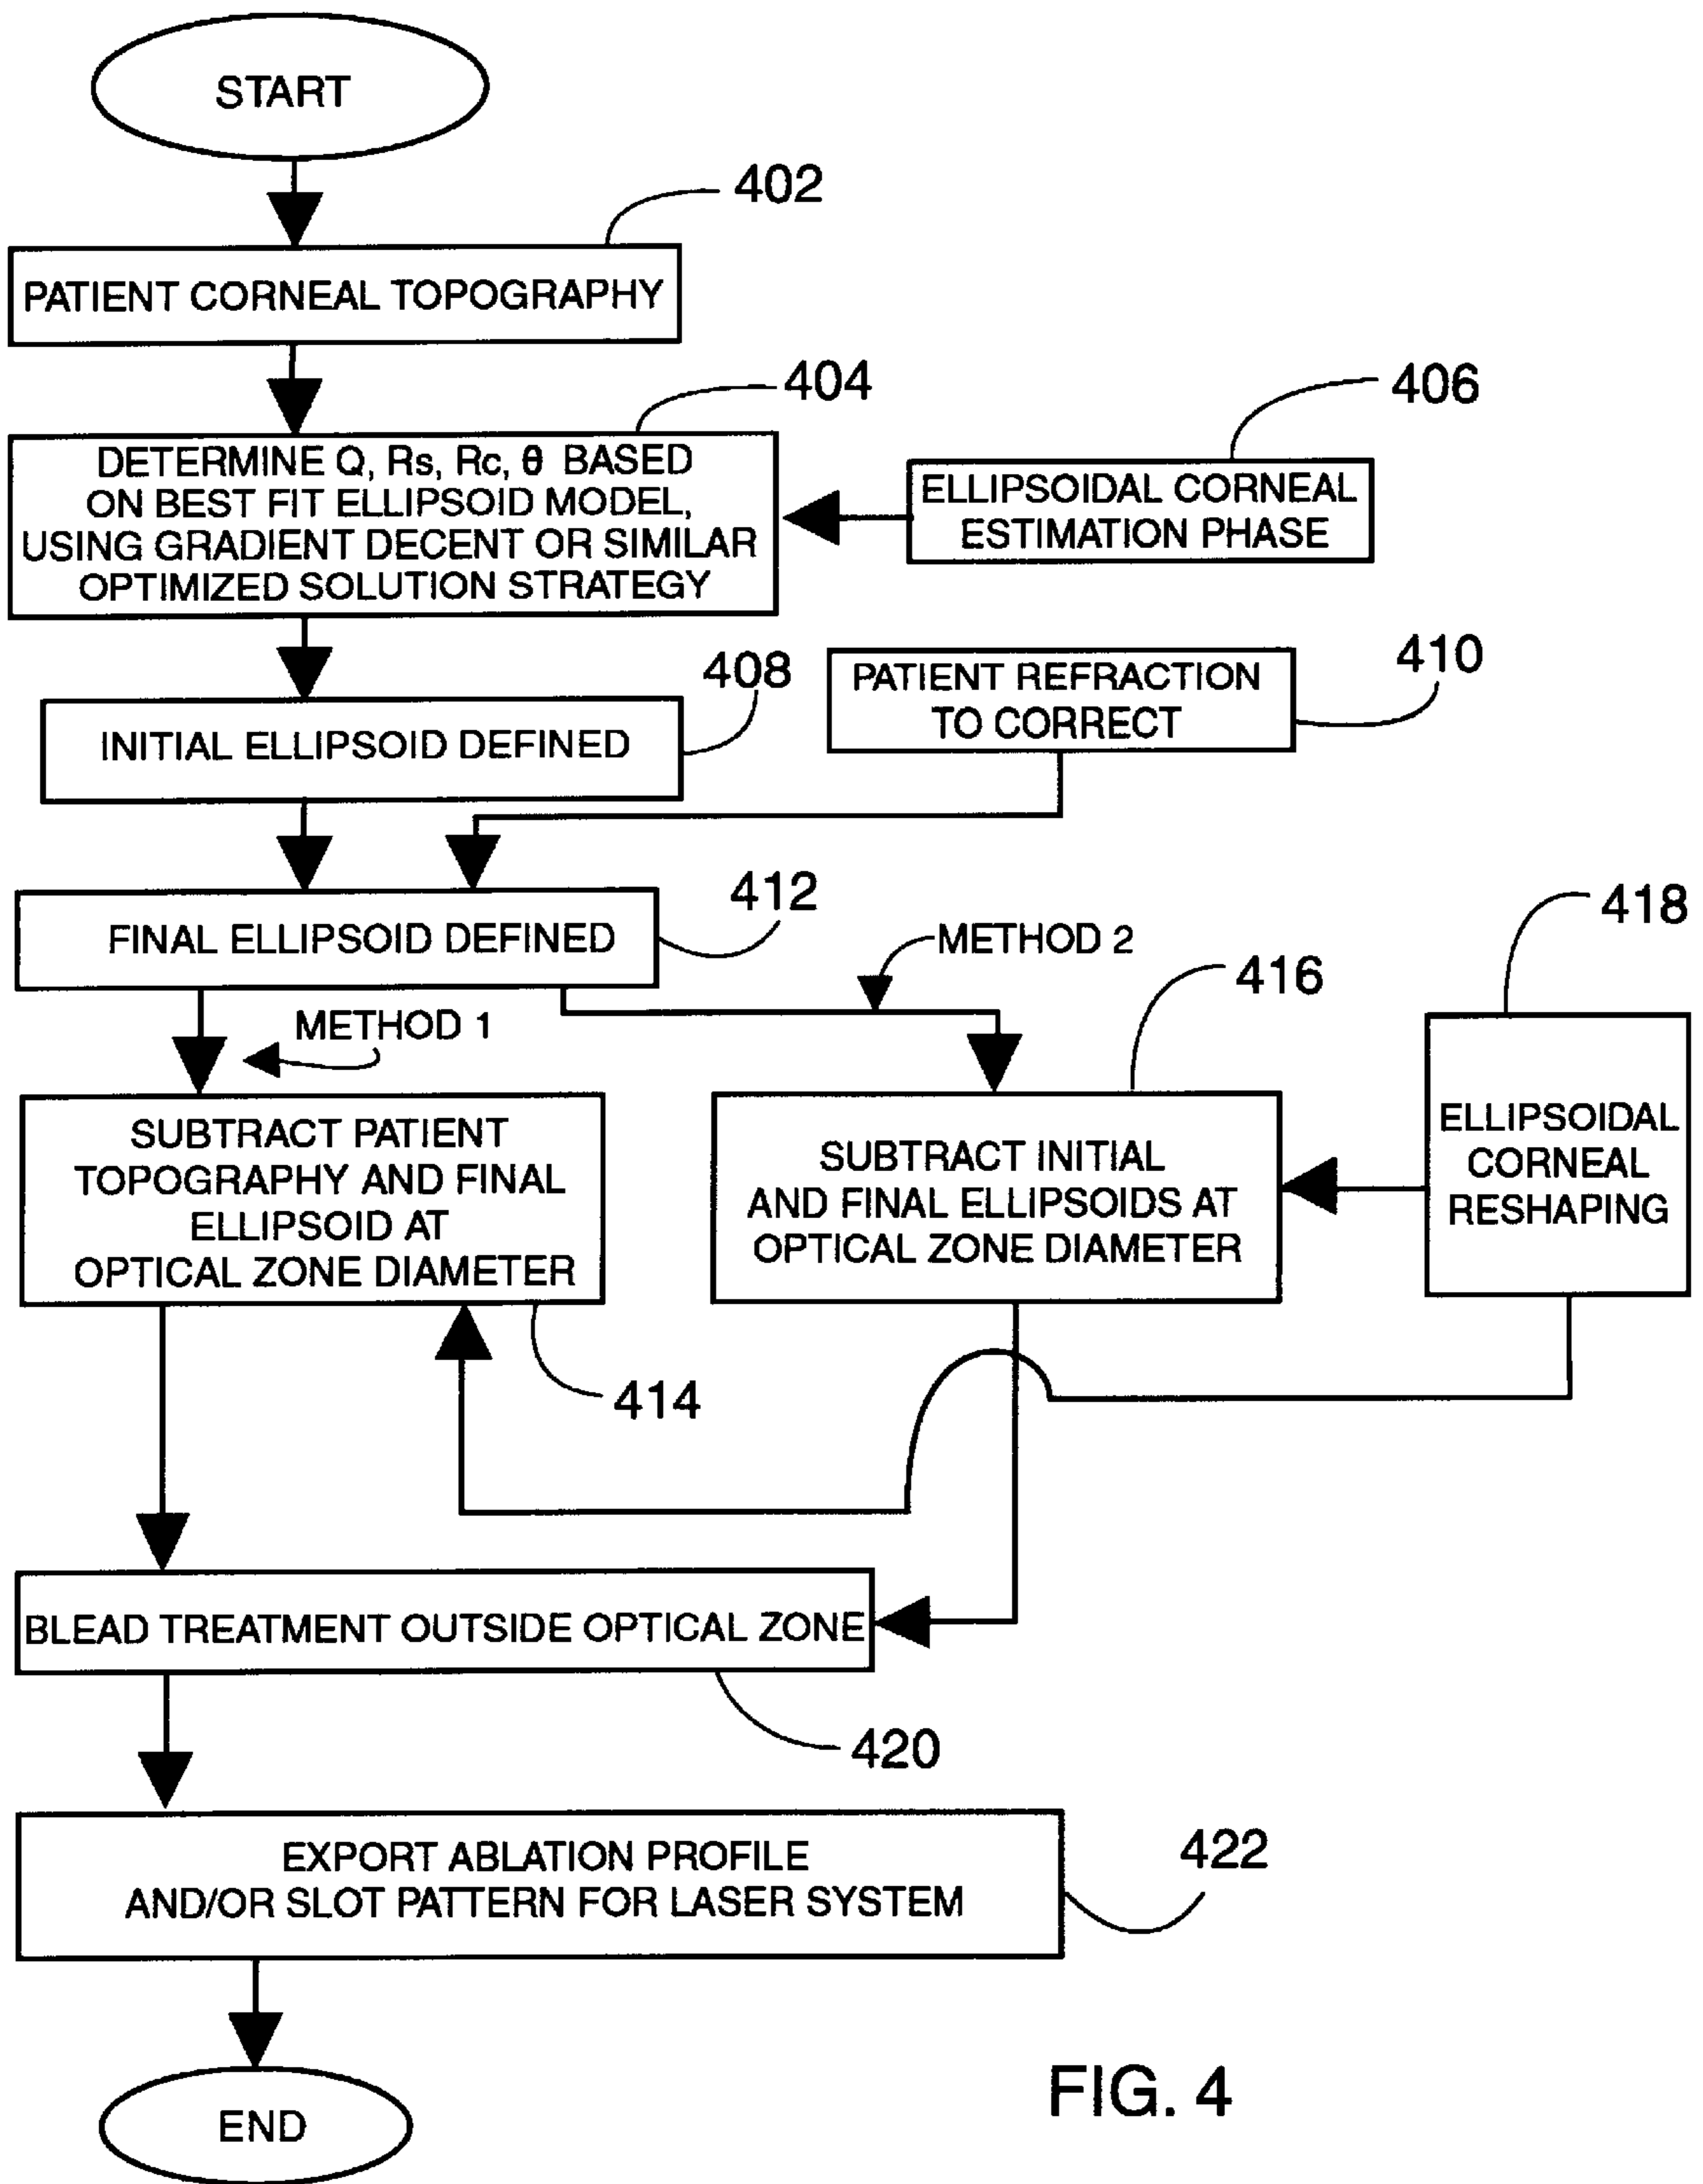 START
402
PATIENT CORNEAL TOPOGRAPHY
404
406
DETERMINE Q, Rs, Rc, θ BASED
ON BEST FIT ELLIPSOID MODEL,
USING GRADIENT DECENT OR SIMILAR
OPTIMIZED SOLUTION STRATEGY
ELLIPSOIDAL CORNEAL
ESTIMATION PHASE
408
410
INITIAL ELLIPSOID DEFINED
PATIENT REFRACTION
TO CORRECT
412
418
FINAL ELLIPSOID DEFINED
METHOD 2
416
METHOD 1
SUBTRACT PATIENT
TOPOGRAPHY AND FINAL
ELLIPSOID AT
OPTICAL ZONE DIAMETER
SUBTRACT INITIAL
AND FINAL ELLIPSOIDS AT
OPTICAL ZONE DIAMETER
ELLIPSOIDAL
CORNEAL
RESHAPING
414
BLEAD TREATMENT OUTSIDE OPTICAL ZONE
420
EXPORT ABLATION PROFILE
AND/OR SLOT PATTERN FOR LASER SYSTEM
422
END
FIG. 4